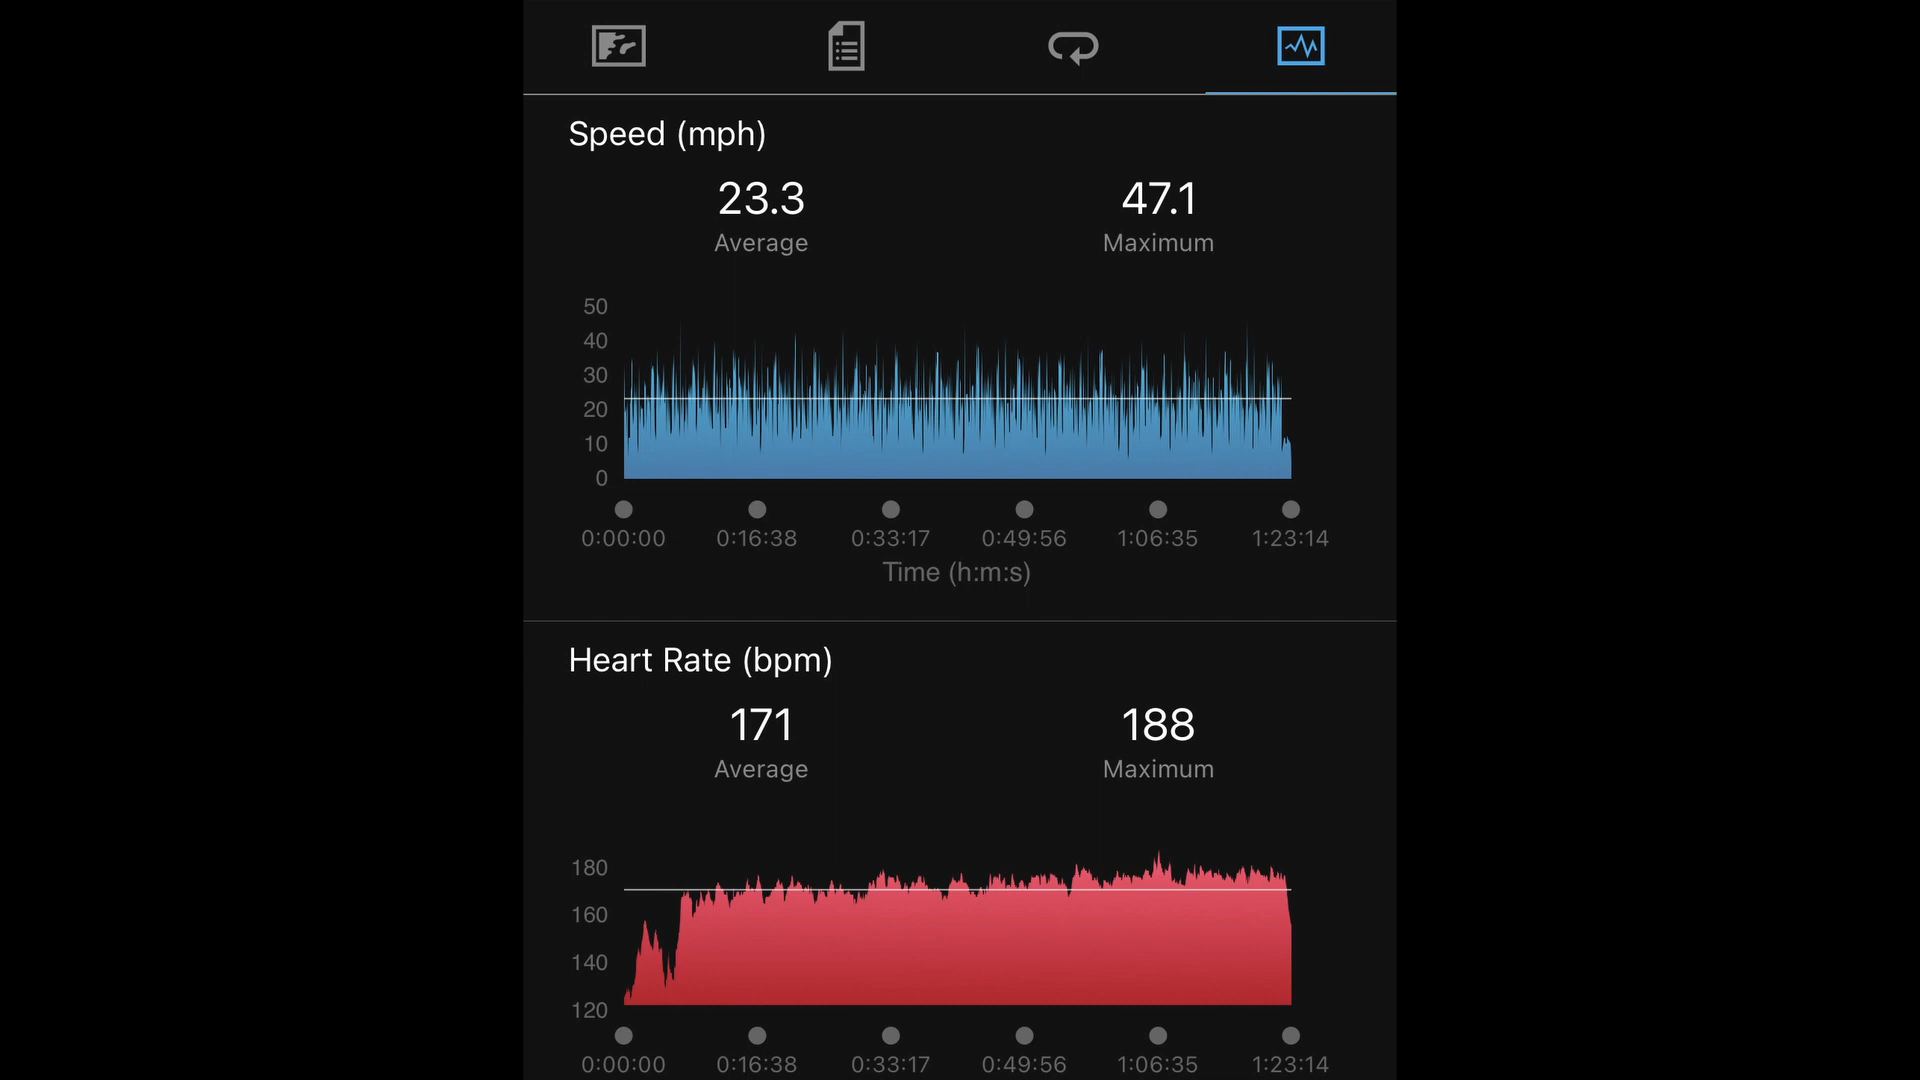 Speed (mph)
23.3 47.1
Average Maximum
50
40
30
20
10
0
0:00:00 0:16:38 0:33:17 0:49:56 1:06:35 1:23:14
Time (h:m:s)
Heart Rate (bpm)
171 188
Average Maximum
180
160
140
120
0:00:00 0:16:38 0:33:17 0:49:56 1:06:35 1:23:14